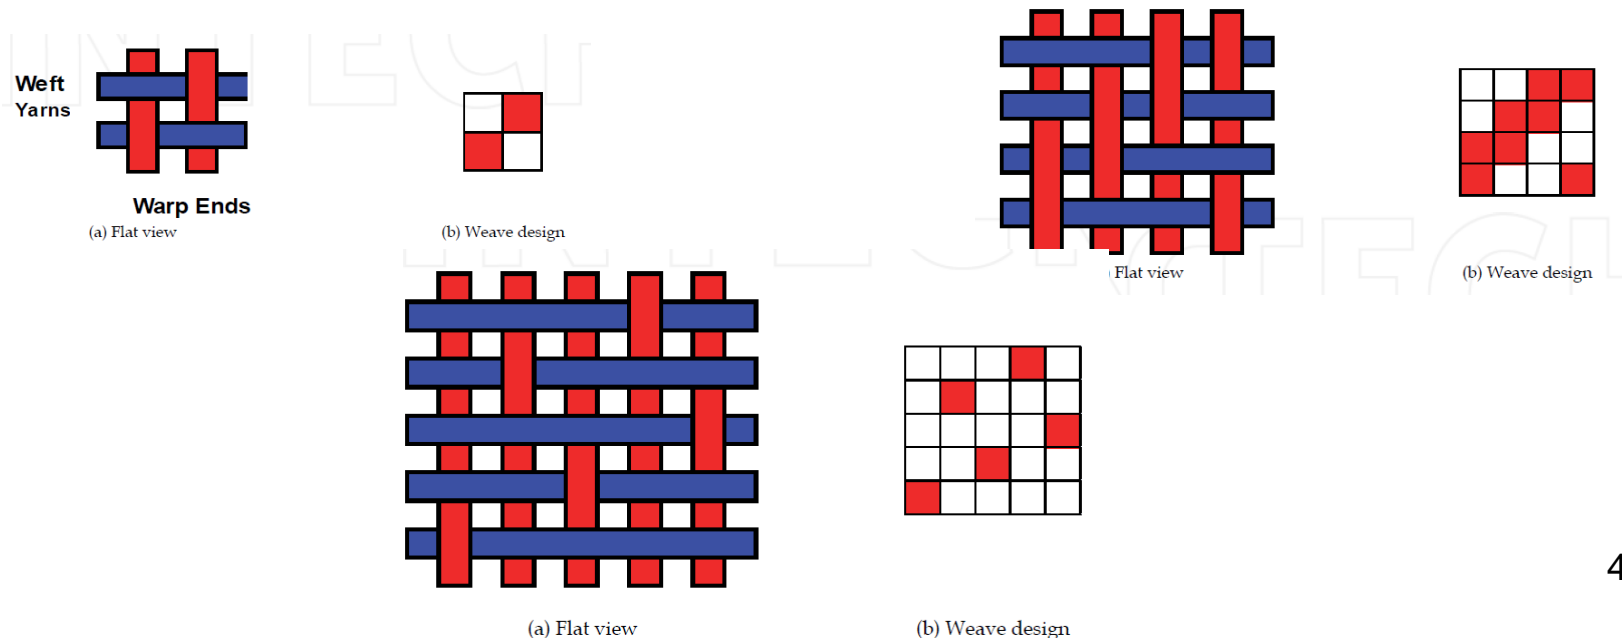 Weft
Yarns
Warp Ends
(a) Flat view
(b) Weave design
Flat view
(b) Weave design
(a) Flat view
(b) Weave design
4